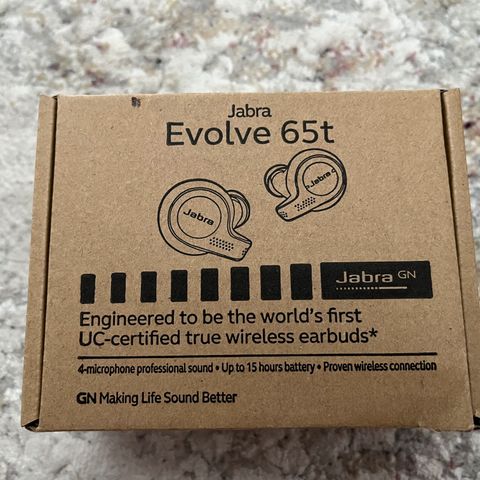 Jabra
Evolve 65t
Jabra
Jabra
Jabra GN
Engineered to be the world's first
UC-certified true wireless earbuds*
4-microphone professional sound • Up to 15 hours battery • Proven wireless connection
GN Making Life Sound Better